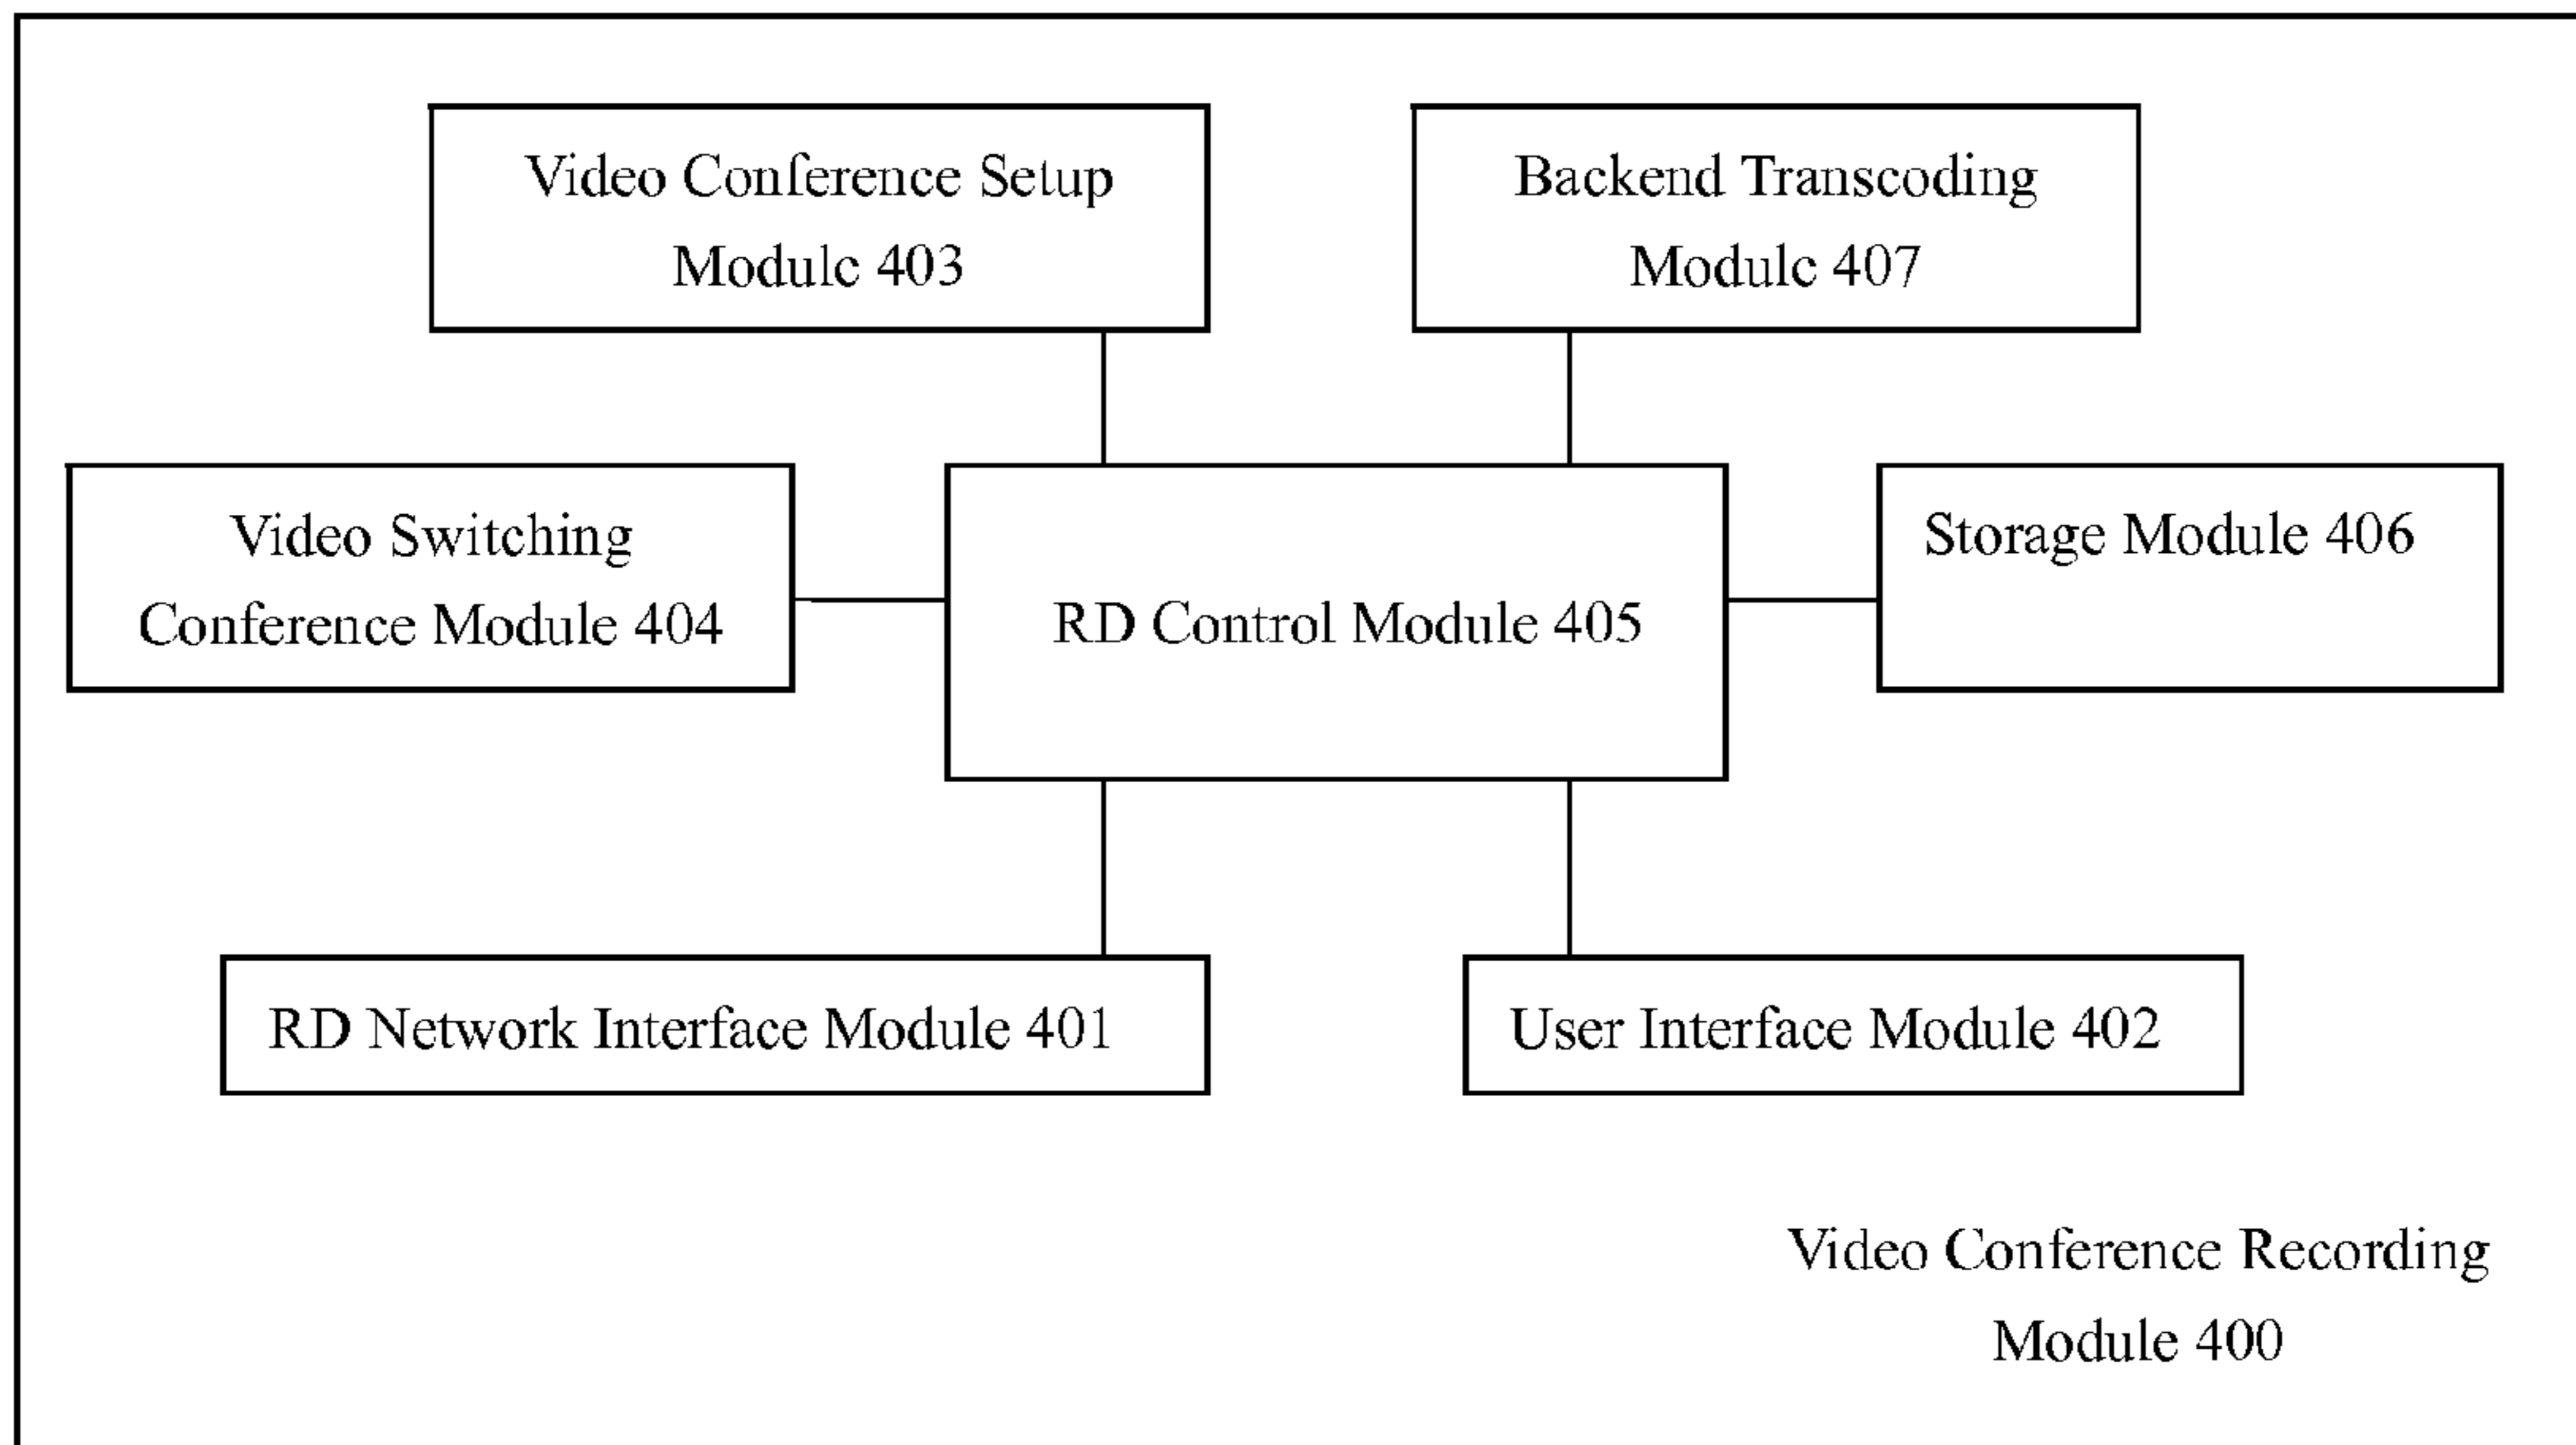 Video Conference Setup
Module 403
Backend Transcoding
Module 407
Video Switching
Conference Module 404
RD Control Module 405
Storage Module 406
RD Network Interface Module 401
User Interface Module 402
Video Conference Recording
Module 400